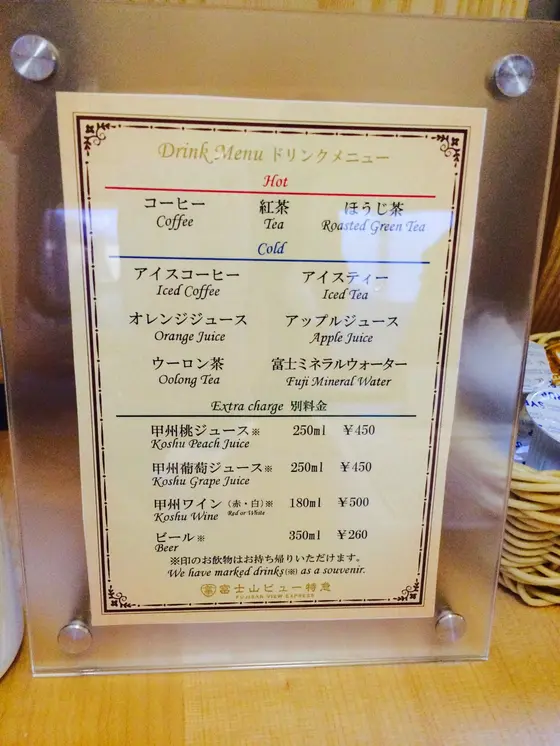 Drink Menu ドリンクメニュー
Hot
コーヒー 紅茶 ほうじ茶
Coffee Tea Roasted Green Tea
Cold
アイスコーヒー アイスティー
Iced Coffee Iced Tea
オレンジジュース アップルジュース
Orange Juice Apple Juice
ウーロン茶 富士ミネラルウォーター
Oolong Tea Fuji Mineral Water
Extra charge 別料金
甲州桃ジュース※ 250ml ¥450
Koshu Peach Juice
甲州葡萄ジュース※ 250ml ¥450
Koshu Grape Juice
甲州ワイン（赤・白）※ 180ml ¥500
Koshu Wine Red or White
ビール※ 350ml ¥260
Beer
※印のお飲物はお持ち帰りいただけます。
We have marked drinks(※) as a souvenir.
富士山ビュー特急
FUJISAN VIEW EXPRESS